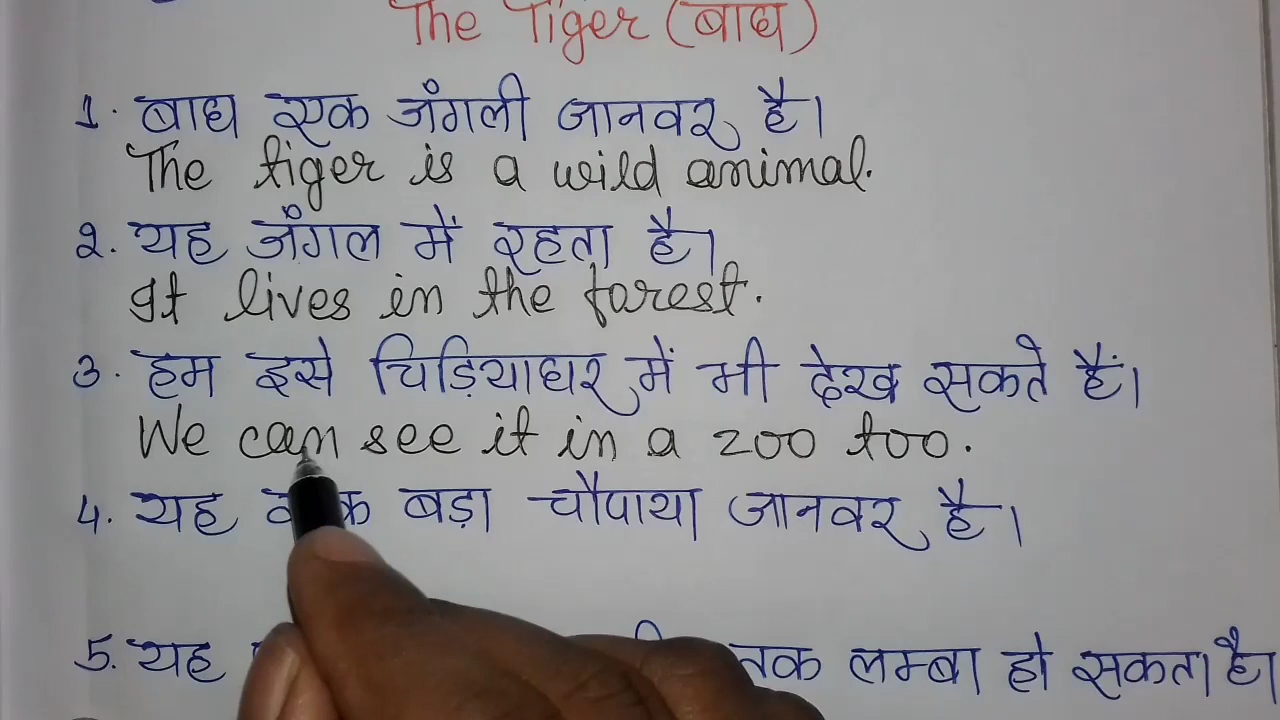 The Tiger (बाघ)
1. बाघ एक जंगली जानवर है।
The tiger is a wild animal.
2. यह जंगल में रहता है।
It lives in the forest.
3. हम इसे चिड़ियाघर में भी देख सकते हैं।
We can see it in a zoo too.
4. यह बड़ा चौपाया जानवर है।
5. यह तक लम्बा हो सकता है।